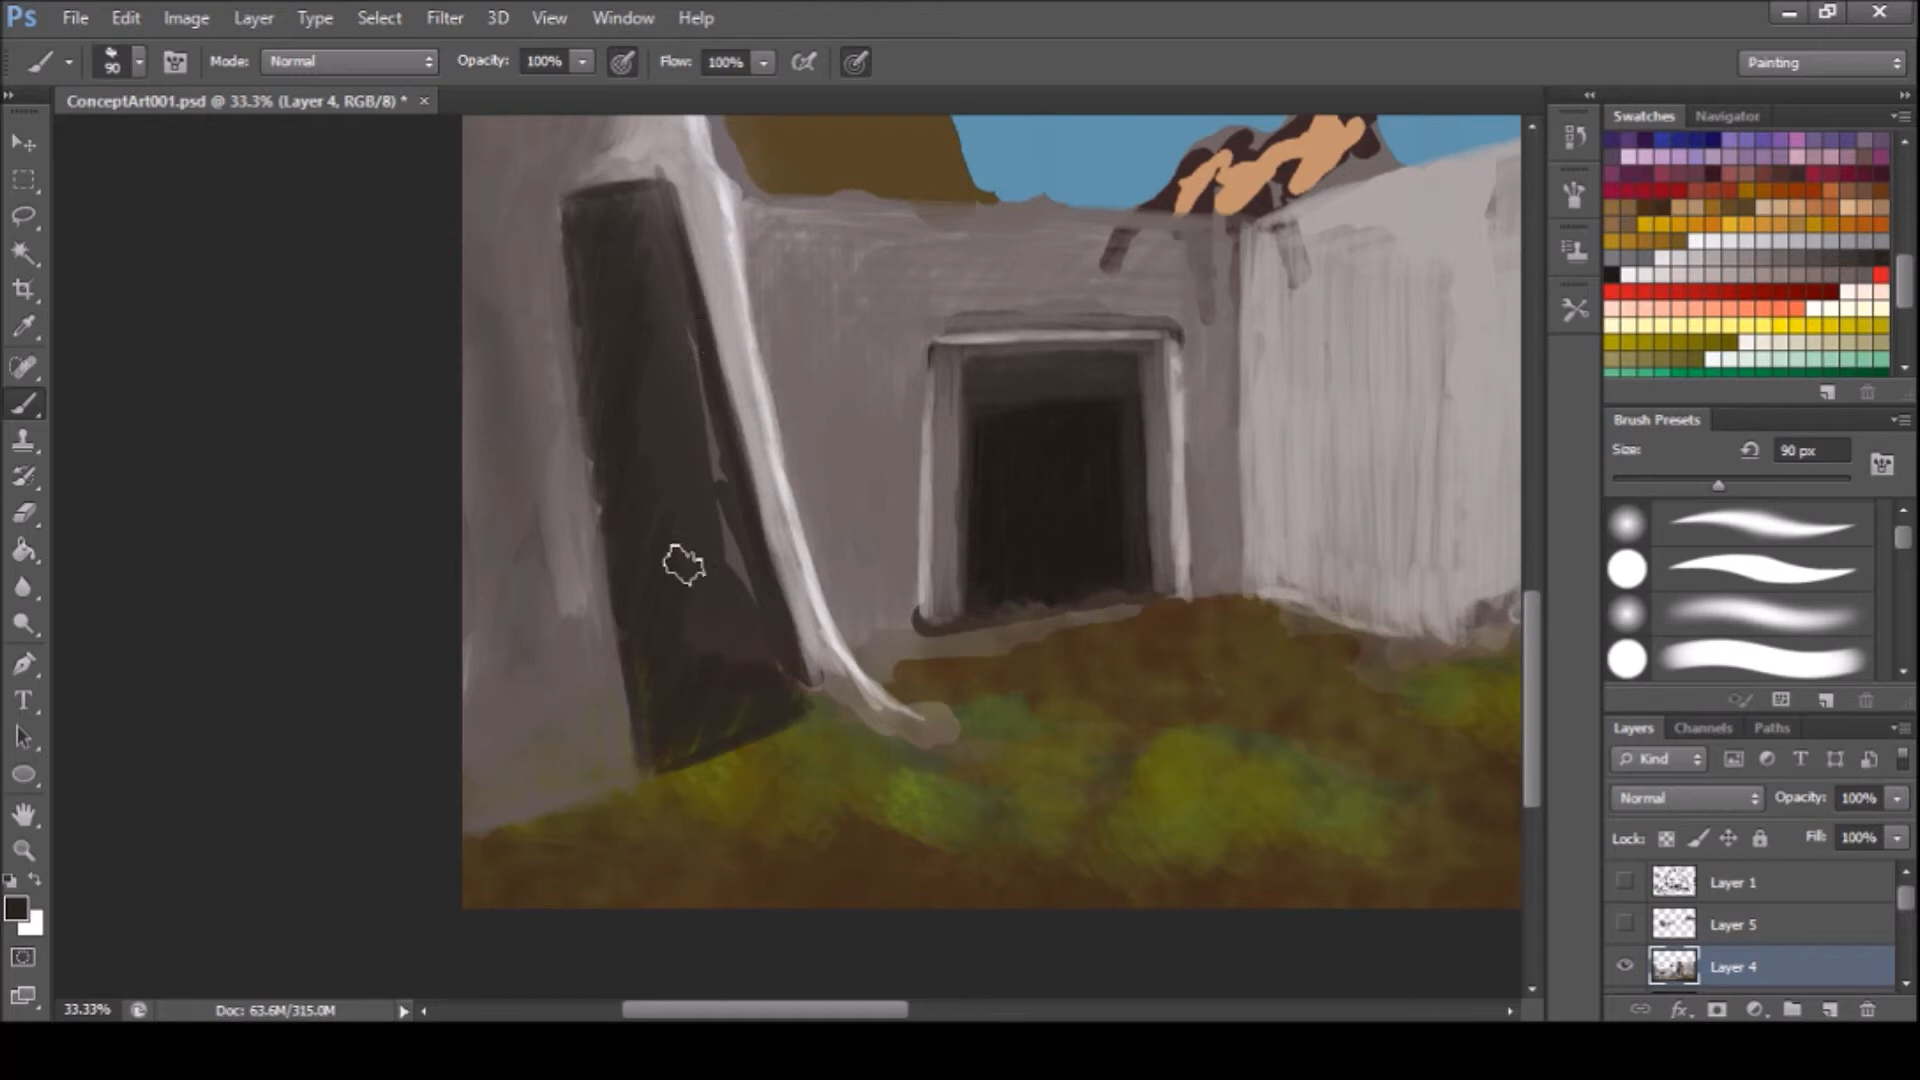 Ps File Edit Image Layer Type Select Filter 3D View Window Help
90 Mode: Normal Opacity: 100% Flow: 100% Painting
ConceptArt001.psd @ 33.3% (Layer 4, RGB/8) * ×
Swatches Navigator
Brush Presets
Size: 90 px
Layers Channels Paths
Kind
Normal Opacity: 100%
Lock: Fill: 100%
Layer 1
Layer 5
Layer 4
33.33% Doc: 63.6M/315.0M